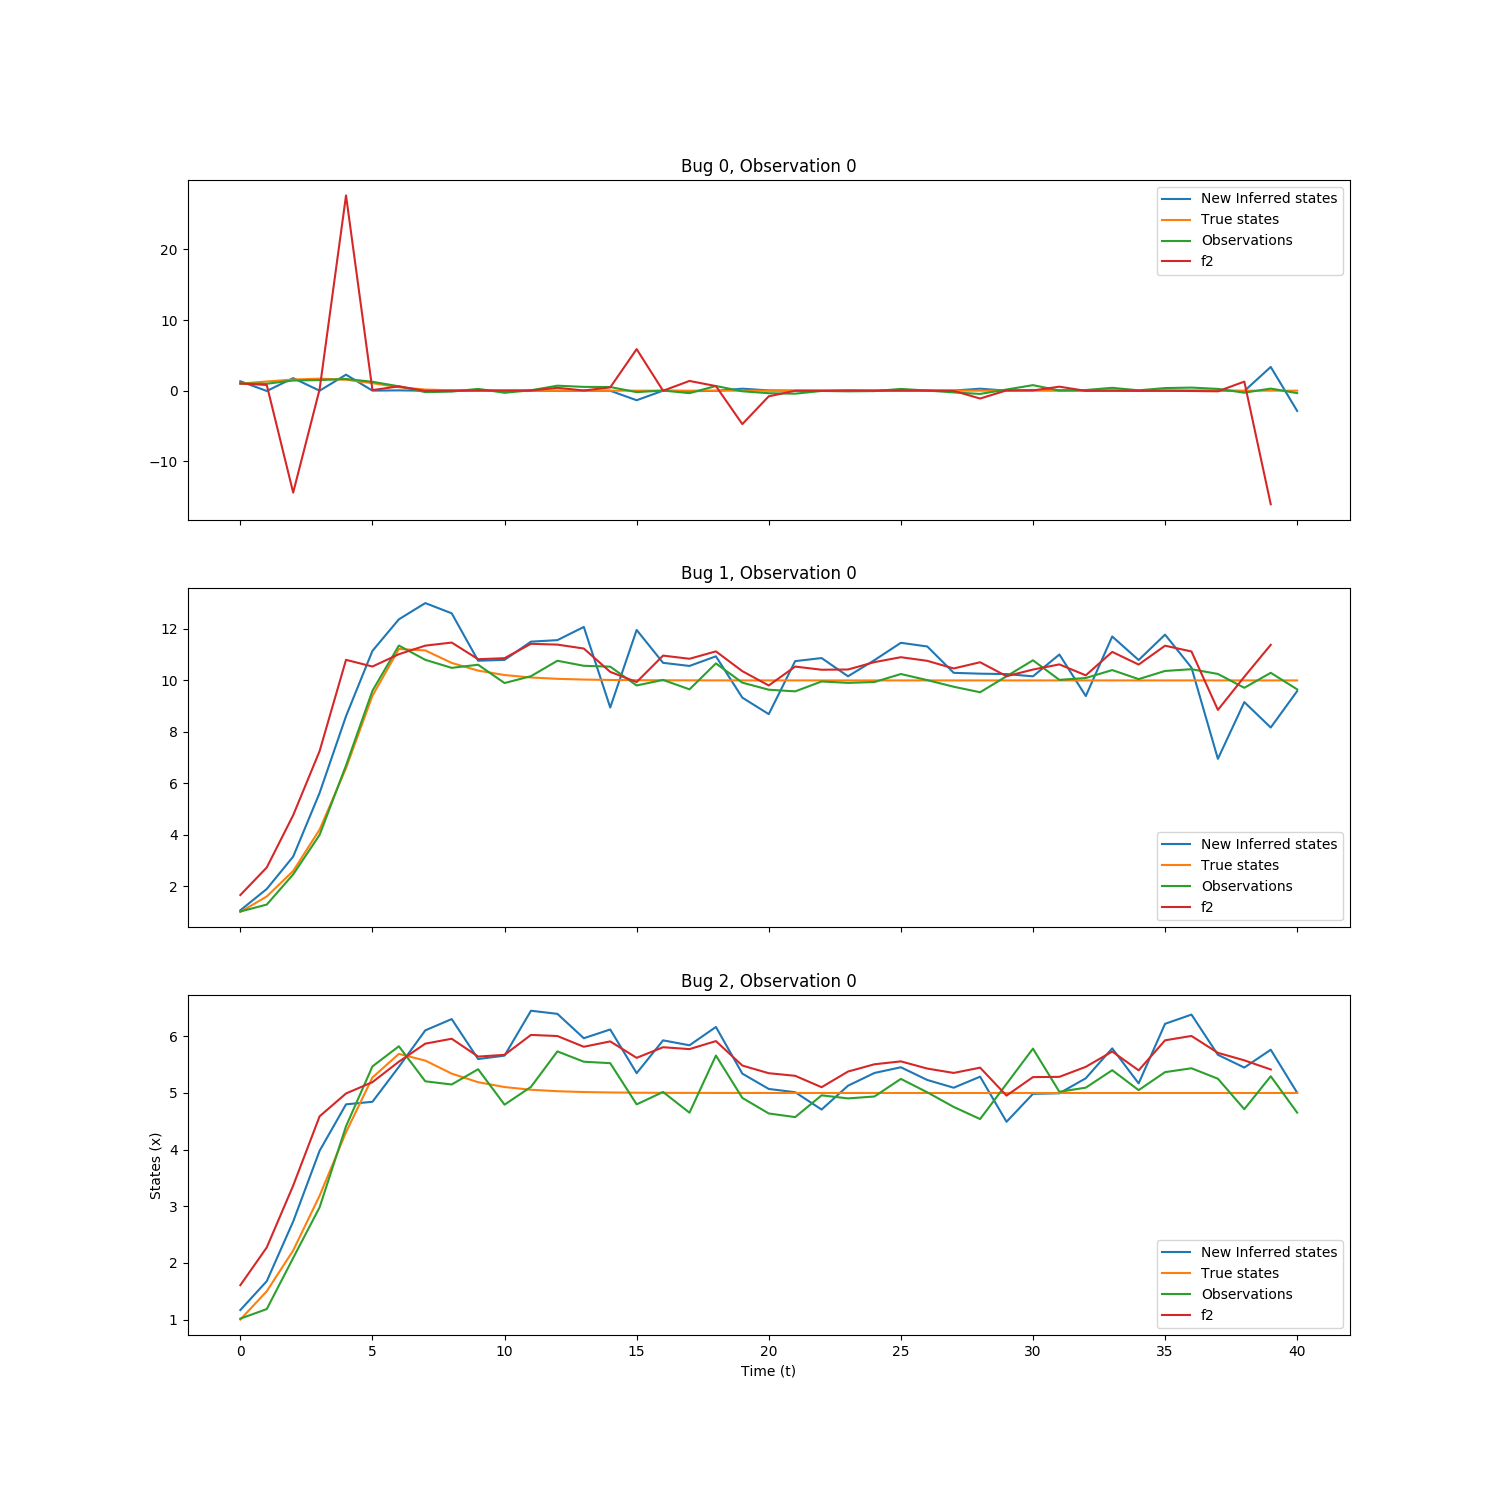 Bug 0, Observation 0
New Inferred states
True states
Observations
f2
20
10
0
−10
Bug 1, Observation 0
12
10
8
6
4
2
New Inferred states
True states
Observations
f2
Bug 2, Observation 0
6
5
4
3
2
1
States (x)
New Inferred states
True states
Observations
f2
0 5 10 15 20 25 30 35 40
Time (t)